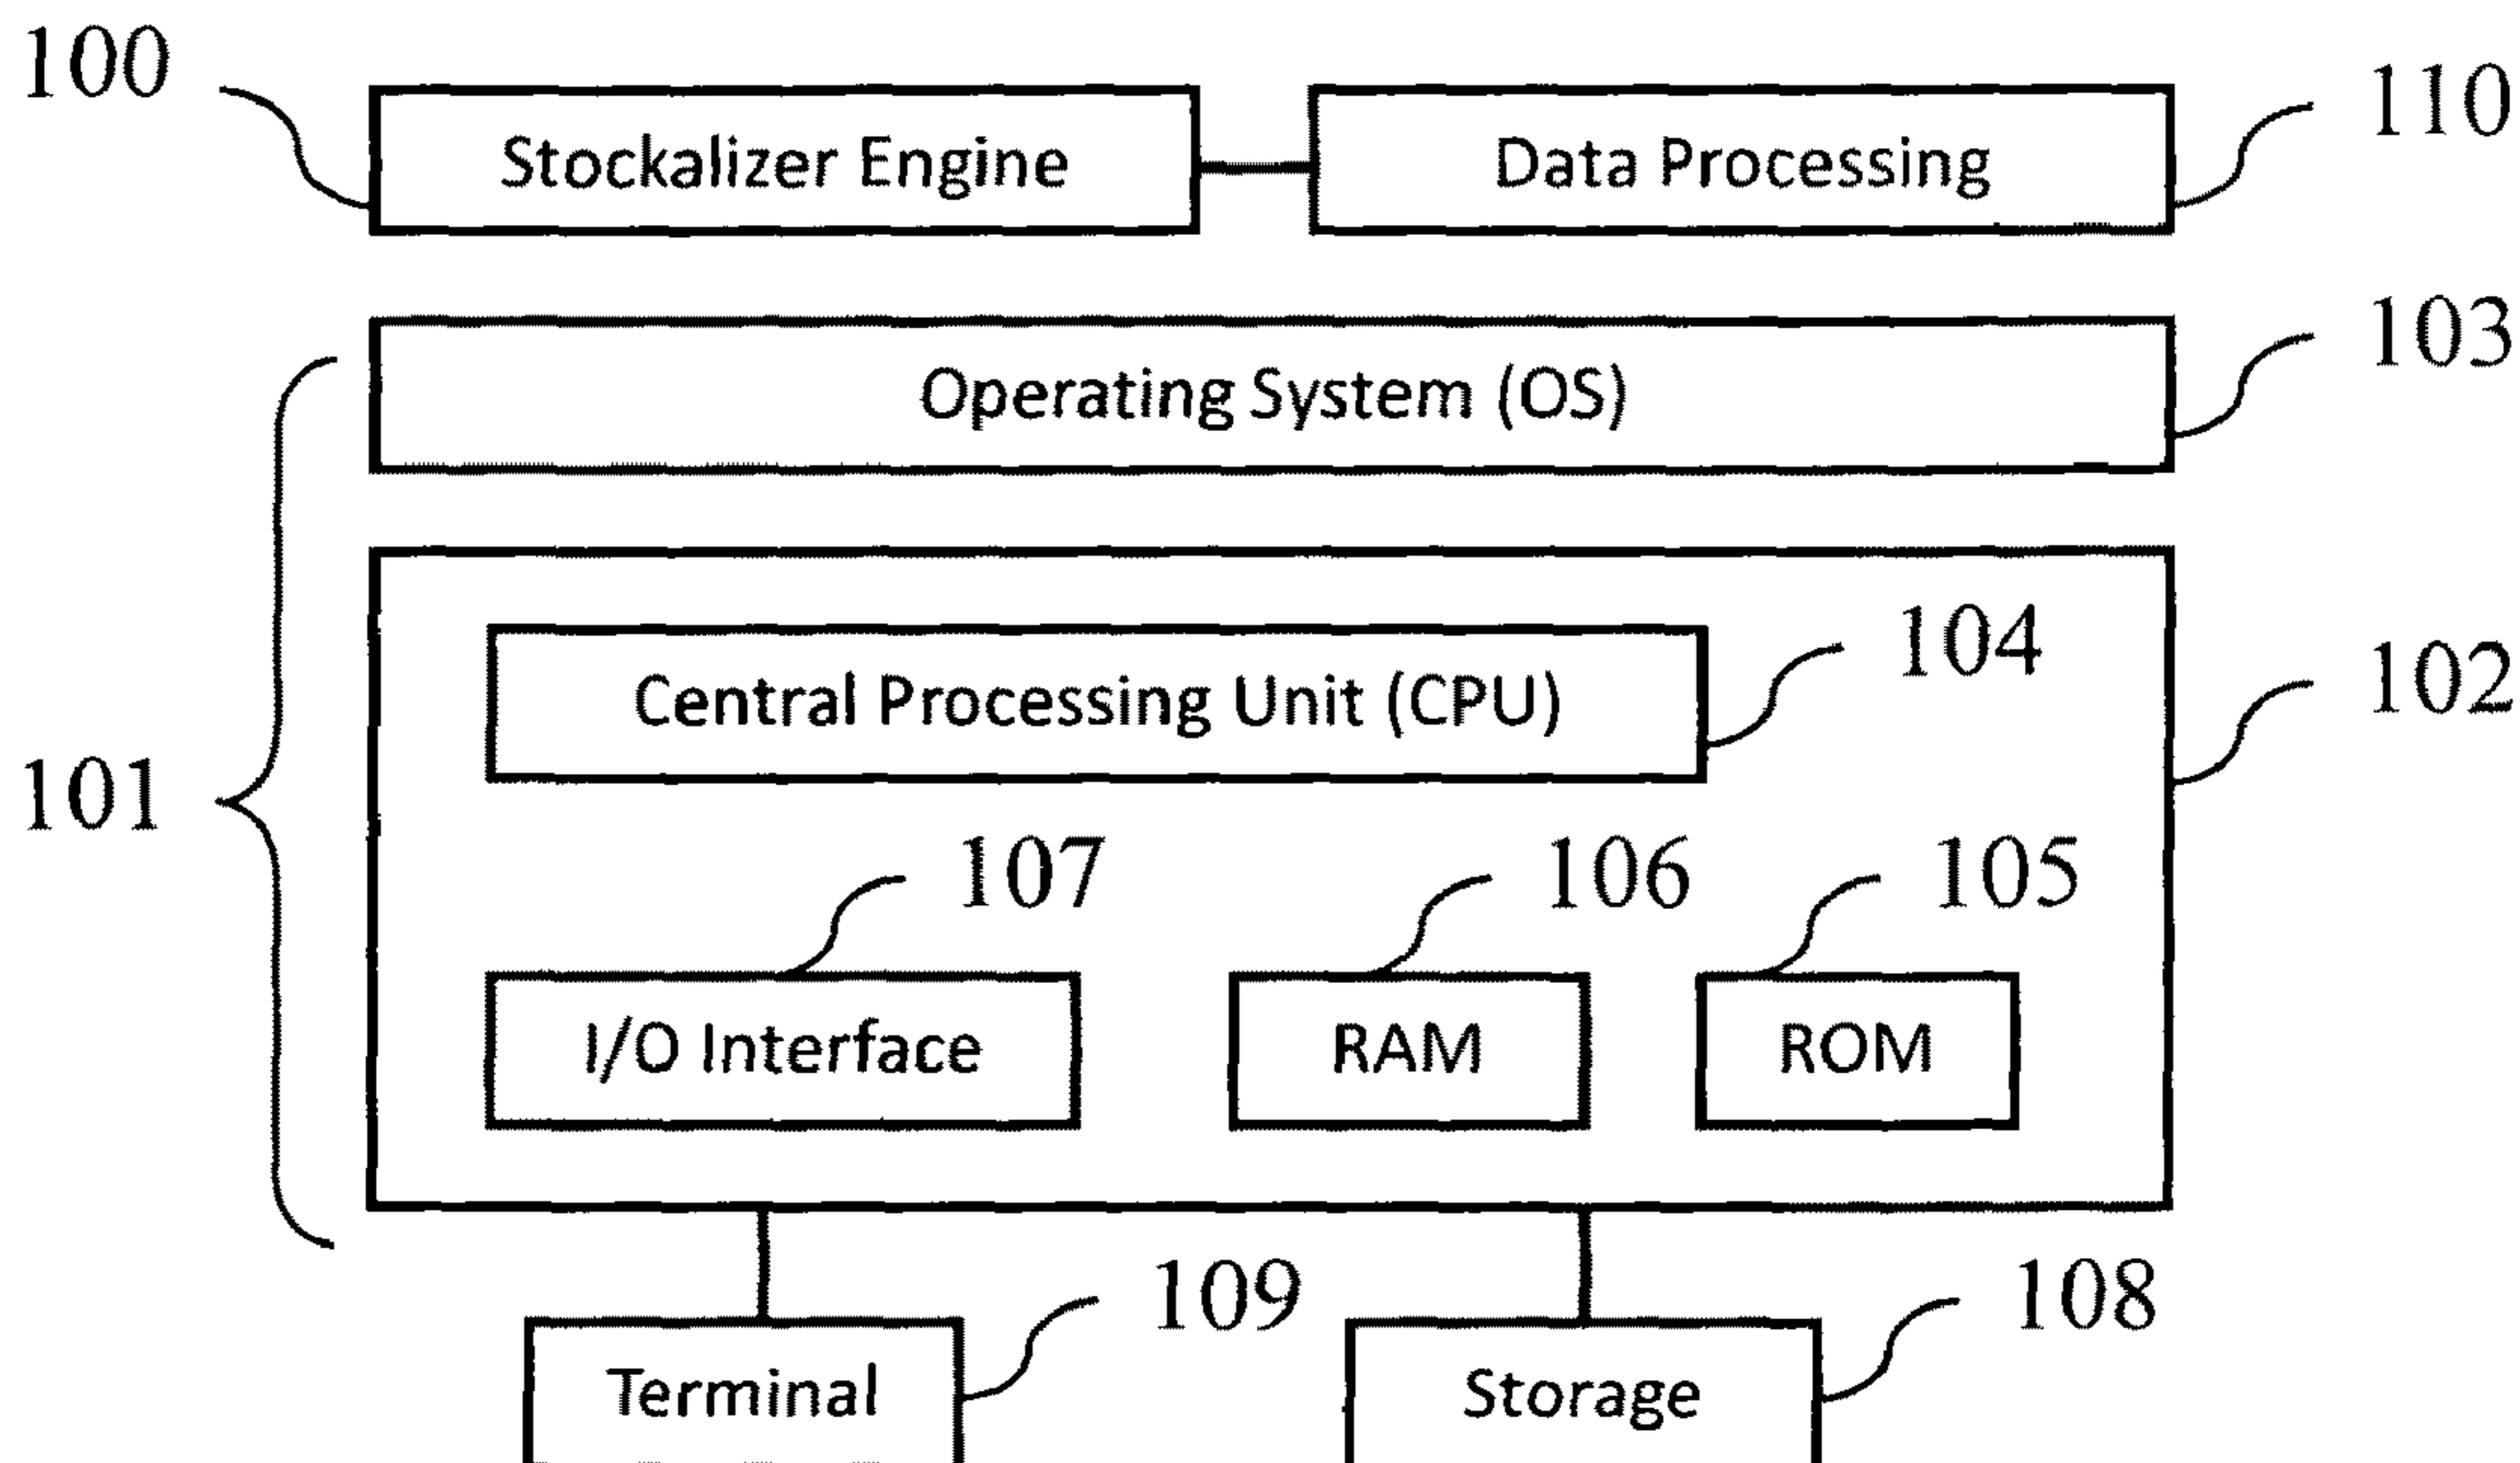 100
Stockalizer Engine
Data Processing
110
Operating System (OS)
103
Central Processing Unit (CPU)
104
102
101
107
106
105
I/O Interface
RAM
ROM
109
108
Terminal
Storage